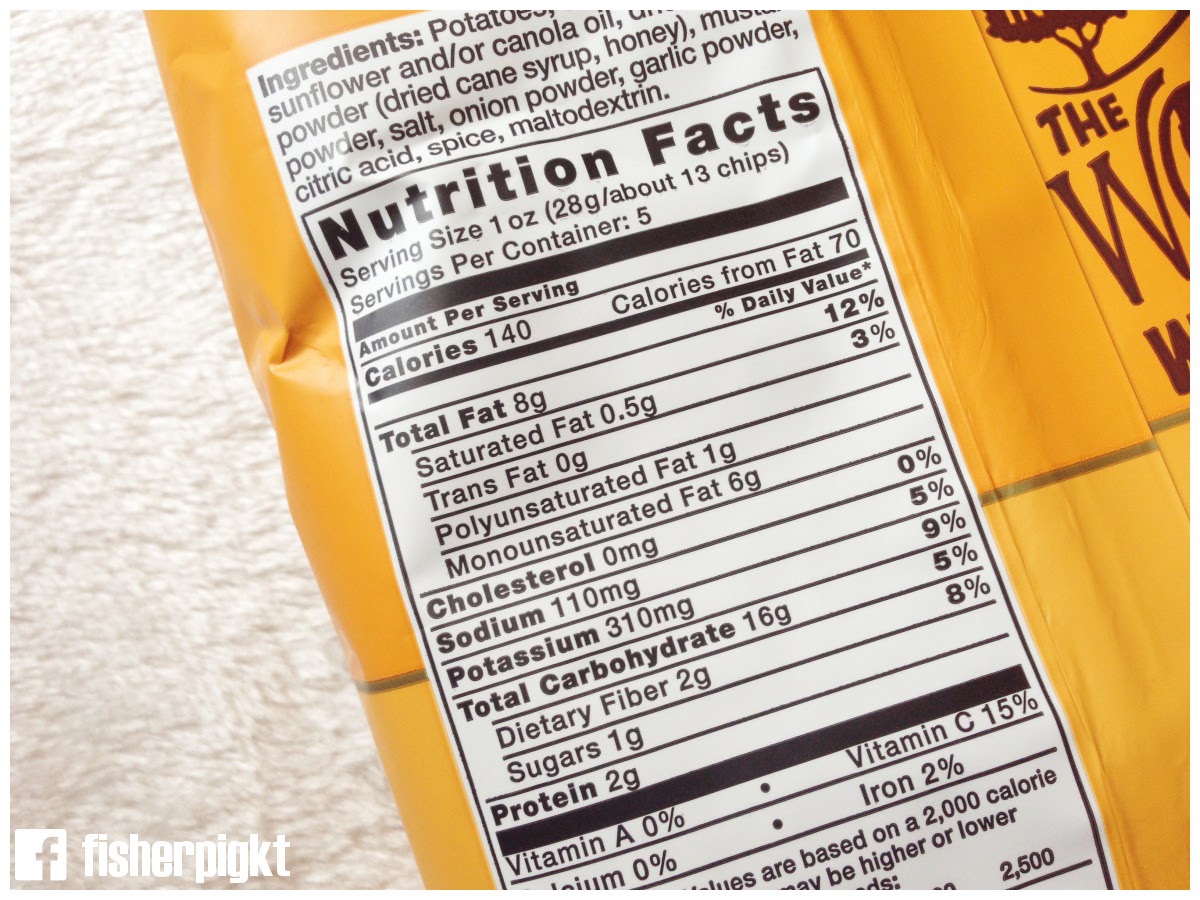 Ingredients: Potatoes,
sunflower and/or canola oil,
powder (dried cane syrup, honey),
powder, salt, onion powder, garlic powder,
citric acid, spice, maltodextrin.
Nutrition Facts
Serving Size 1 oz (28g/about 13 chips)
Servings Per Container: 5
Amount Per Serving
Calories 140 Calories from Fat 70
% Daily Value*
Total Fat 8g 12%
Saturated Fat 0.5g 3%
Trans Fat 0g
Polyunsaturated Fat 1g
Monounsaturated Fat 6g
Cholesterol 0mg 0%
Sodium 110mg 5%
Potassium 310mg 9%
Total Carbohydrate 16g 5%
Dietary Fiber 2g 8%
Sugars 1g
Protein 2g
Vitamin A 0% • Vitamin C 15%
0% • Iron 2%
are based on a 2,000 calorie
be higher or lower
2,500
IN
THE
fisherpigkt